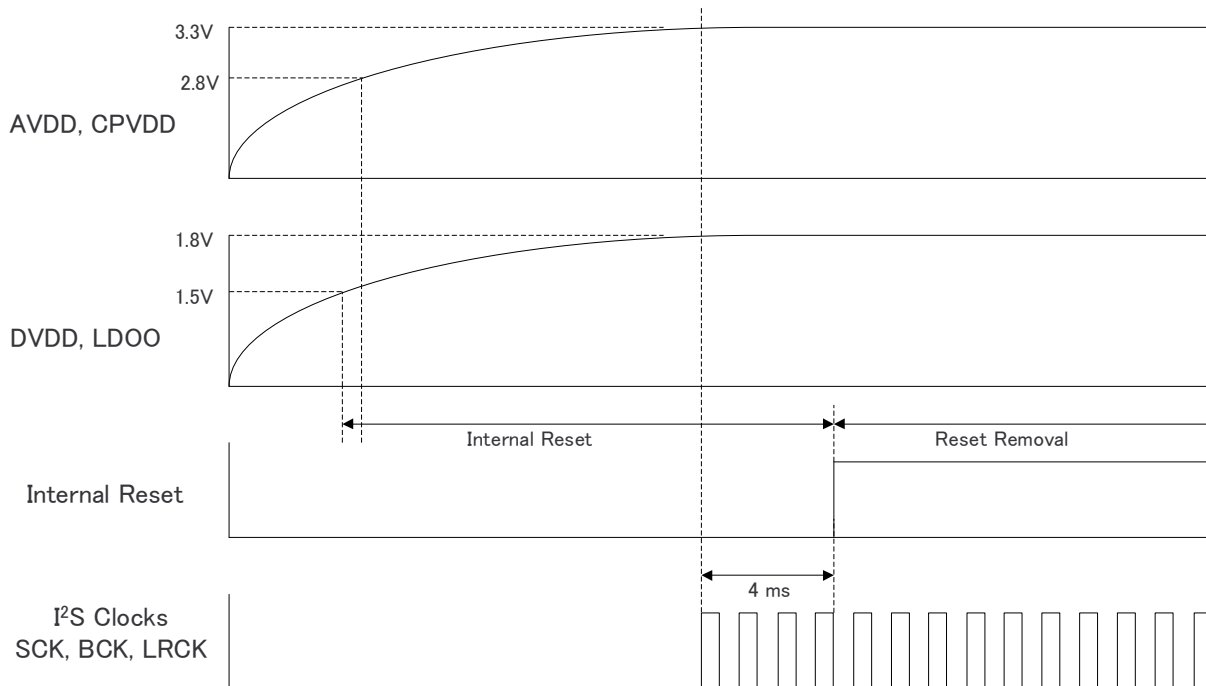 3.3V
2.8V
AVDD, CPVDD
1.8V
1.5V
DVDD, LDOO
Internal Reset
Reset Removal
Internal Reset
4 ms
I²S Clocks
SCK, BCK, LRCK